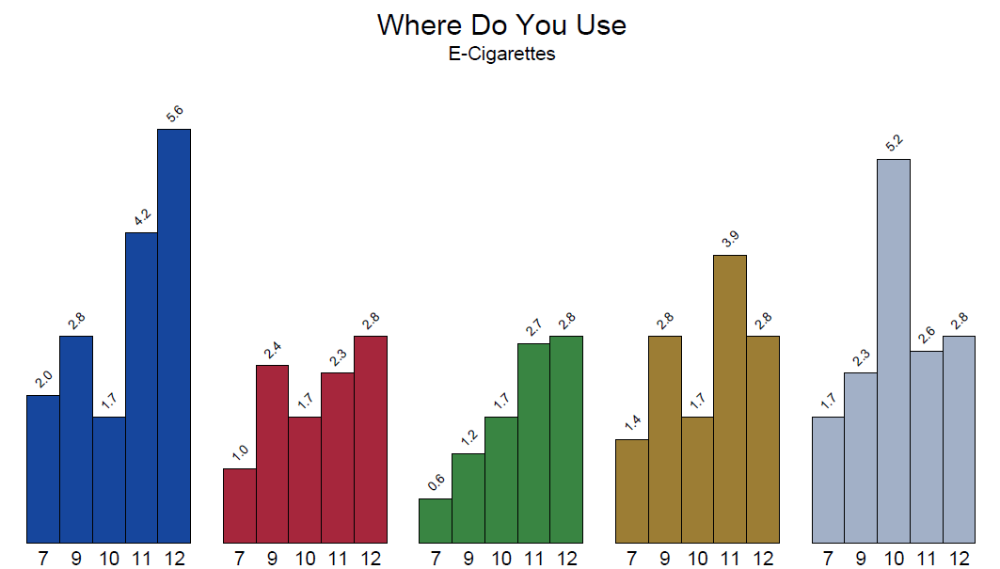 Where Do You Use
E-Cigarettes
2.0 2.8 1.7 4.2 5.6
1.0 2.4 1.7 2.3 2.8
0.6 1.2 1.7 2.7 2.8
1.4 2.8 1.7 3.9 2.8
1.7 2.3 5.2 2.6 2.8
7 9 10 11 12 7 9 10 11 12 7 9 10 11 12 7 9 10 11 12 7 9 10 11 12